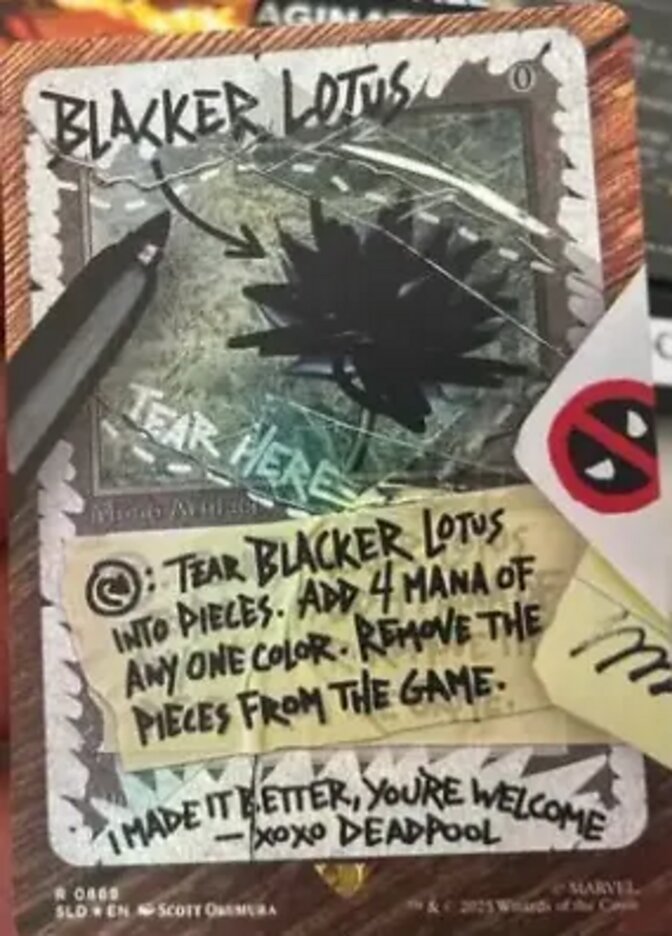 AGINAT
BLACKER LOTUS
0
TEAR HERE
Mono Artifact
: TEAR BLACKER LOTUS
INTO PIECES. ADD 4 MANA OF
ANY ONE COLOR. REMOVE THE
PIECES FROM THE GAME.
I MADE IT BETTER, YOU'RE WELCOME
— XOXO DEADPOOL
R
SLD ★ EN SCOTT OKUMURA
© MARVEL
™ & © 2025 Wizards of the Coast